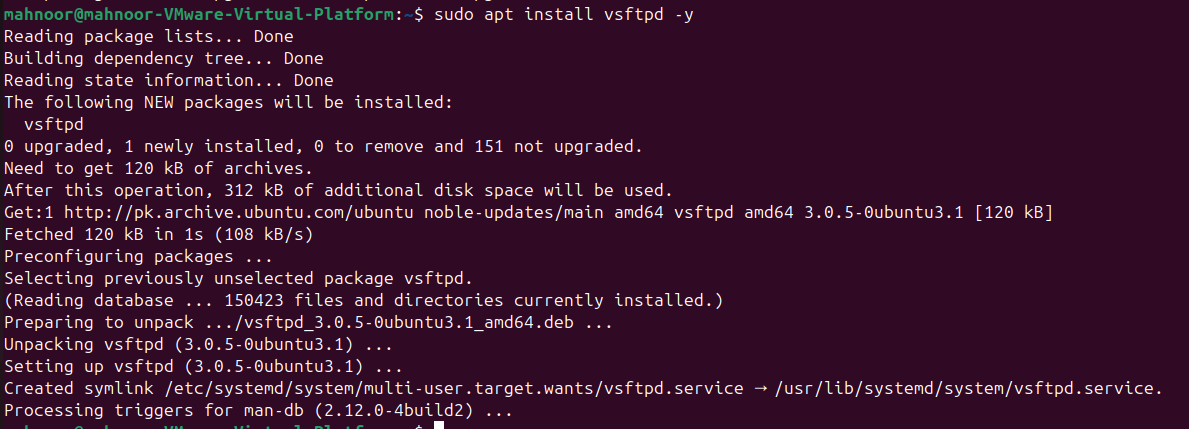 mahnoor@mahnoor-VMware-Virtual-Platform:~$ sudo apt install vsftpd -y
Reading package lists... Done
Building dependency tree... Done
Reading state information... Done
The following NEW packages will be installed:
  vsftpd
0 upgraded, 1 newly installed, 0 to remove and 151 not upgraded.
Need to get 120 kB of archives.
After this operation, 312 kB of additional disk space will be used.
Get:1 http://pk.archive.ubuntu.com/ubuntu noble-updates/main amd64 vsftpd amd64 3.0.5-0ubuntu3.1 [120 kB]
Fetched 120 kB in 1s (108 kB/s)
Preconfiguring packages ...
Selecting previously unselected package vsftpd.
(Reading database ... 150423 files and directories currently installed.)
Preparing to unpack .../vsftpd_3.0.5-0ubuntu3.1_amd64.deb ...
Unpacking vsftpd (3.0.5-0ubuntu3.1) ...
Setting up vsftpd (3.0.5-0ubuntu3.1) ...
Created symlink /etc/systemd/system/multi-user.target.wants/vsftpd.service → /usr/lib/systemd/system/vsftpd.service.
Processing triggers for man-db (2.12.0-4build2) ...